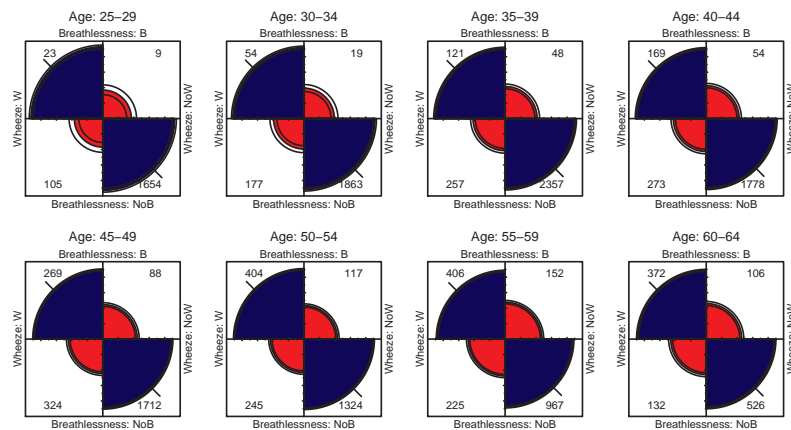 Age: 25–29
Breathlessness: B
23 9
Wheeze: W
Wheeze: NoW
105 1654
Breathlessness: NoB
Age: 30–34
Breathlessness: B
54 19
Wheeze: W
Wheeze: NoW
177 1863
Breathlessness: NoB
Age: 35–39
Breathlessness: B
121 48
Wheeze: W
Wheeze: NoW
257 2357
Breathlessness: NoB
Age: 40–44
Breathlessness: B
169 54
Wheeze: W
Wheeze: NoW
273 1778
Breathlessness: NoB
Age: 45–49
Breathlessness: B
269 88
Wheeze: W
Wheeze: NoW
324 1712
Breathlessness: NoB
Age: 50–54
Breathlessness: B
404 117
Wheeze: W
Wheeze: NoW
245 1324
Breathlessness: NoB
Age: 55–59
Breathlessness: B
406 152
Wheeze: W
Wheeze: NoW
225 967
Breathlessness: NoB
Age: 60–64
Breathlessness: B
372 106
Wheeze: W
Wheeze: NoW
132 526
Breathlessness: NoB